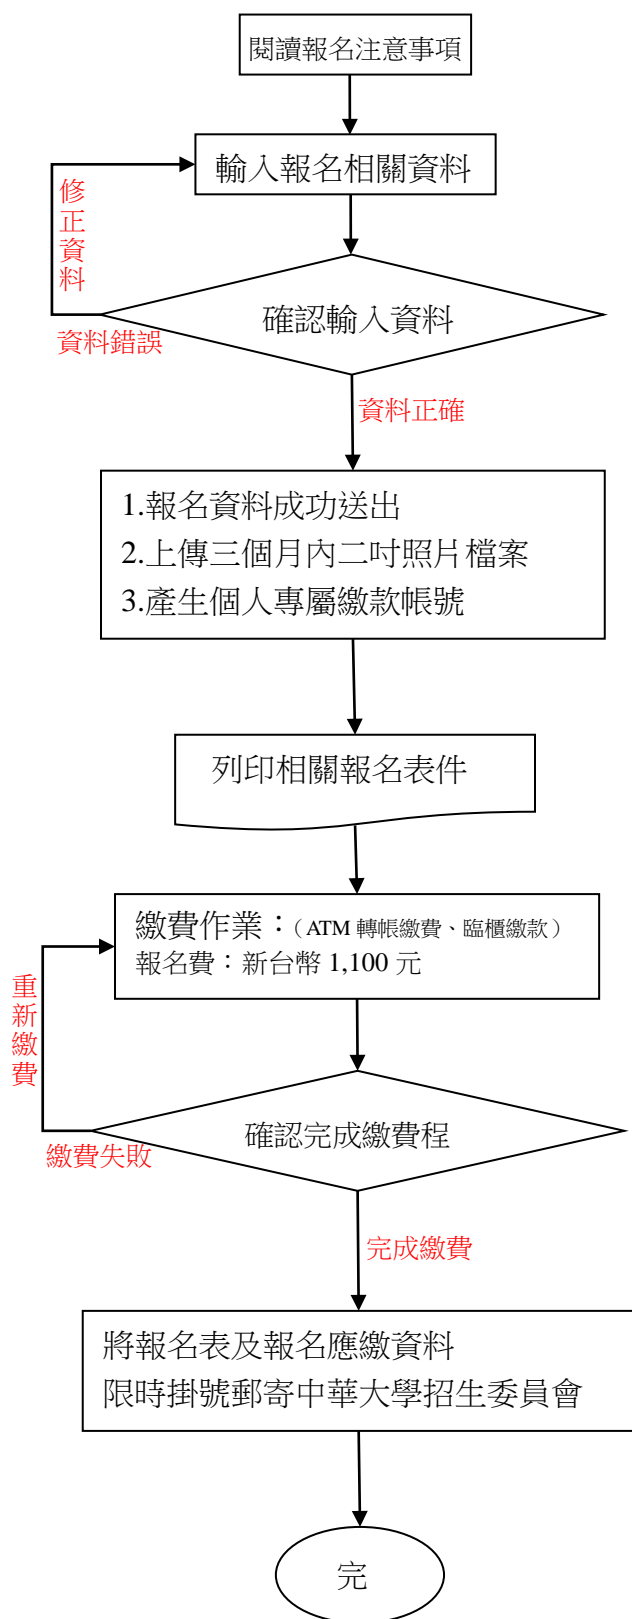 閱讀報名注意事項
輸入報名相關資料
修正資料
確認輸入資料
資料錯誤
資料正確
1.報名資料成功送出
2.上傳三個月內二吋照片檔案
3.產生個人專屬繳款帳號
列印相關報名表件
繳費作業：（ATM 轉帳繳費、臨櫃繳款）
報名費：新台幣 1,100 元
重新繳費
確認完成繳費程
繳費失敗
完成繳費
將報名表及報名應繳資料
限時掛號郵寄中華大學招生委員會
完